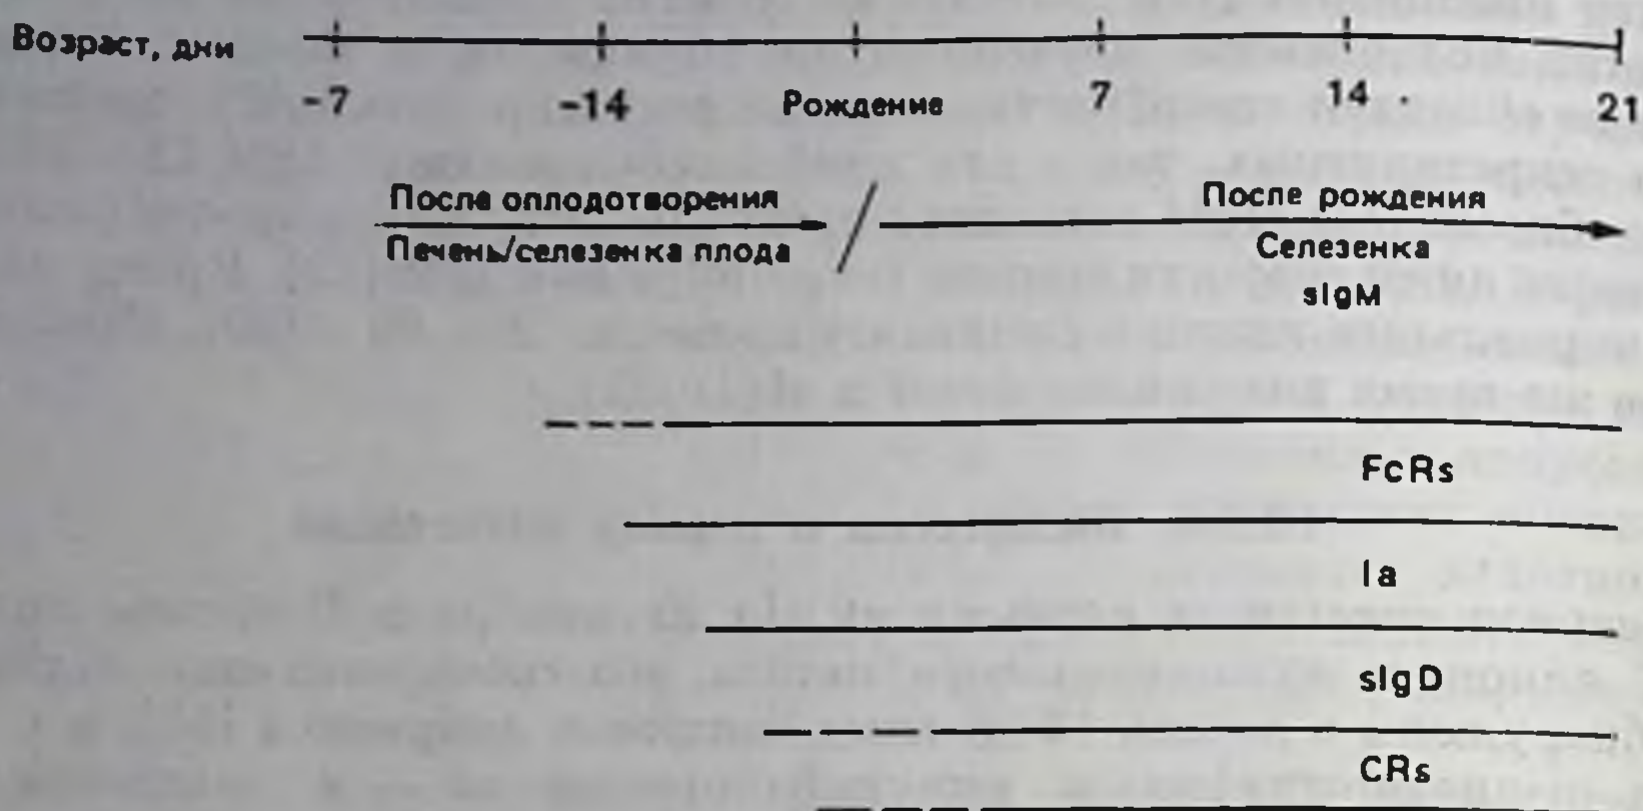 Возраст, дни
-7 -14 Рождение 7 14 . 21
После оплодотворения
Печень/селезенка плода
После рождения
Селезенка
sIgM
FcRs
Ia
sIgD
CRs